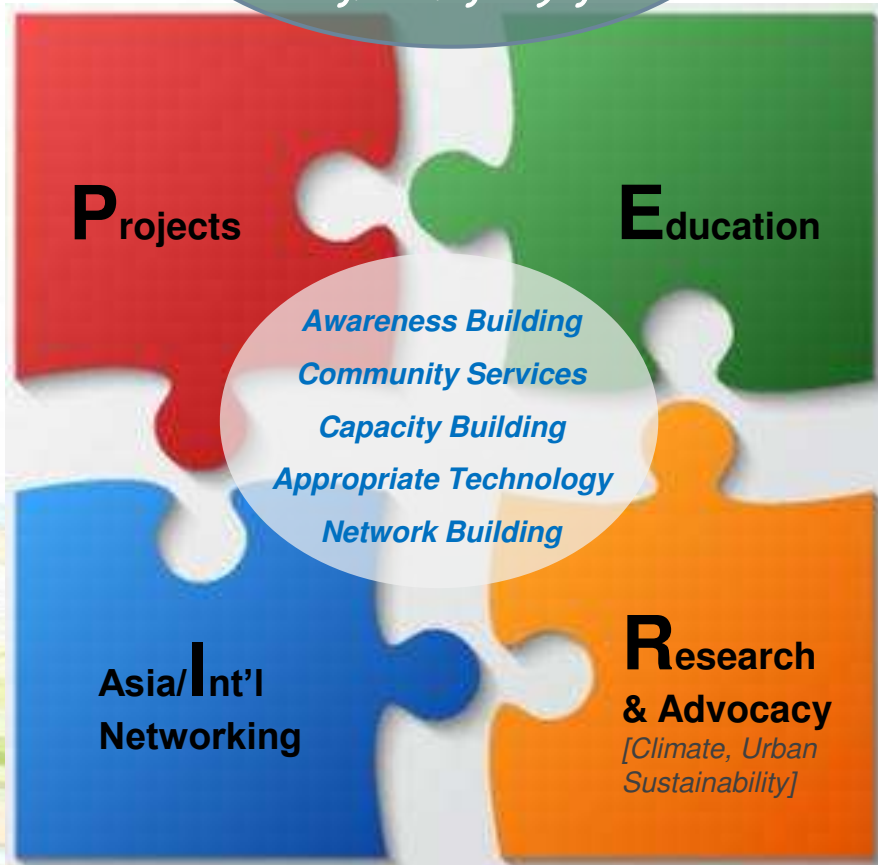 Projects
Education
Awareness Building
Community Services
Capacity Building
Appropriate Technology
Network Building
Asia/Int'l
Networking
Research
& Advocacy
[Climate, Urban
Sustainability]